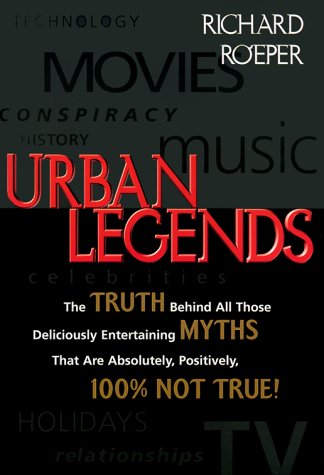 TECHNOLOGY
RICHARD
ROEPER
MOVIES
CONSPIRACY
HISTORY
music
URBAN
LEGENDS
celebrities
The TRUTH Behind All Those
Deliciously Entertaining MYTHS
That Are Absolutely, Positively,
100% NOT TRUE!
HOLIDAYS
relationships
TV